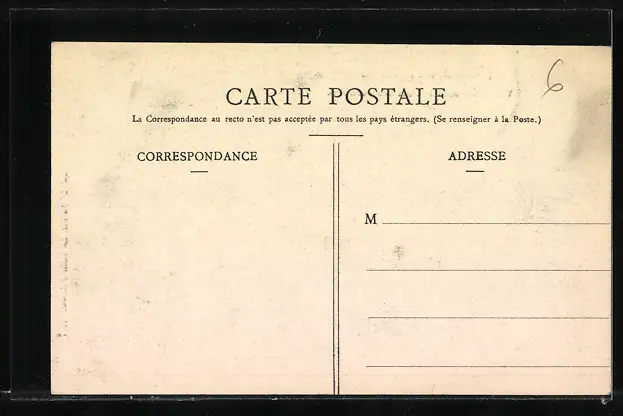 6
CARTE POSTALE
La Correspondance au recto n'est pas acceptée par tous les pays étrangers. (Se renseigner à la Poste.)
CORRESPONDANCE
ADRESSE
M